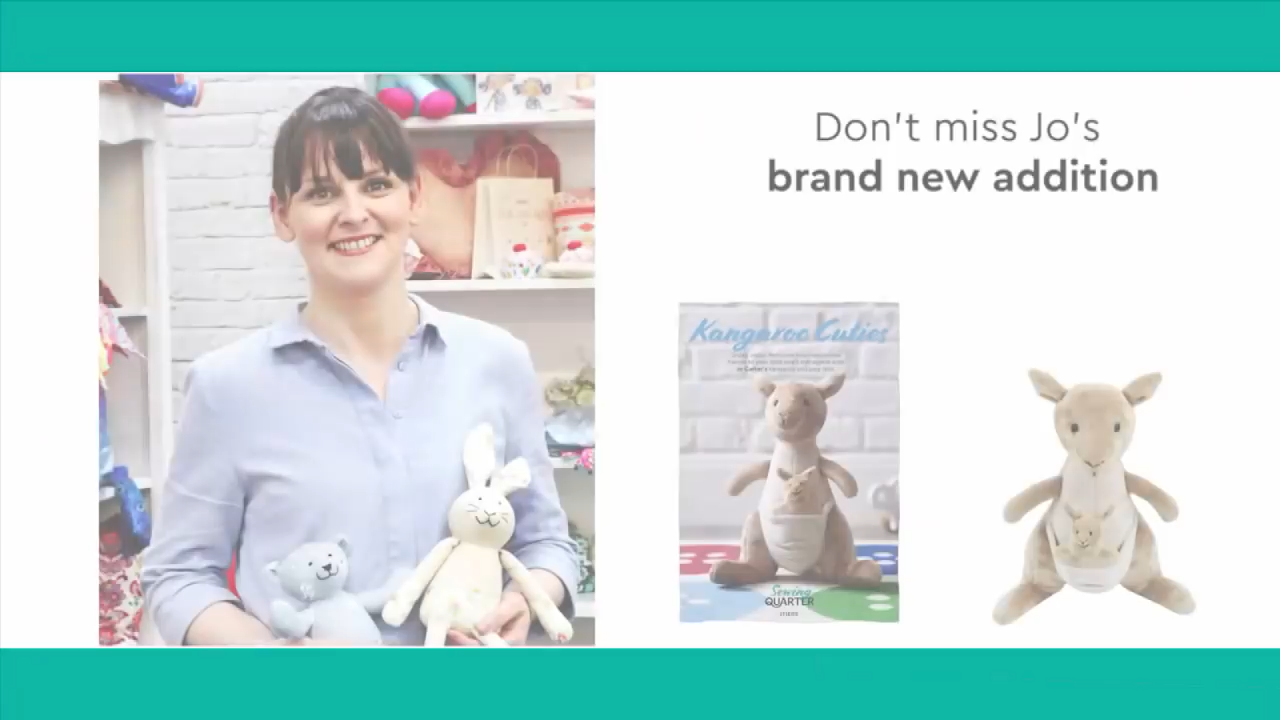 Don't miss Jo's
brand new addition
Kangaroo Cuties
Sewing
QUARTER